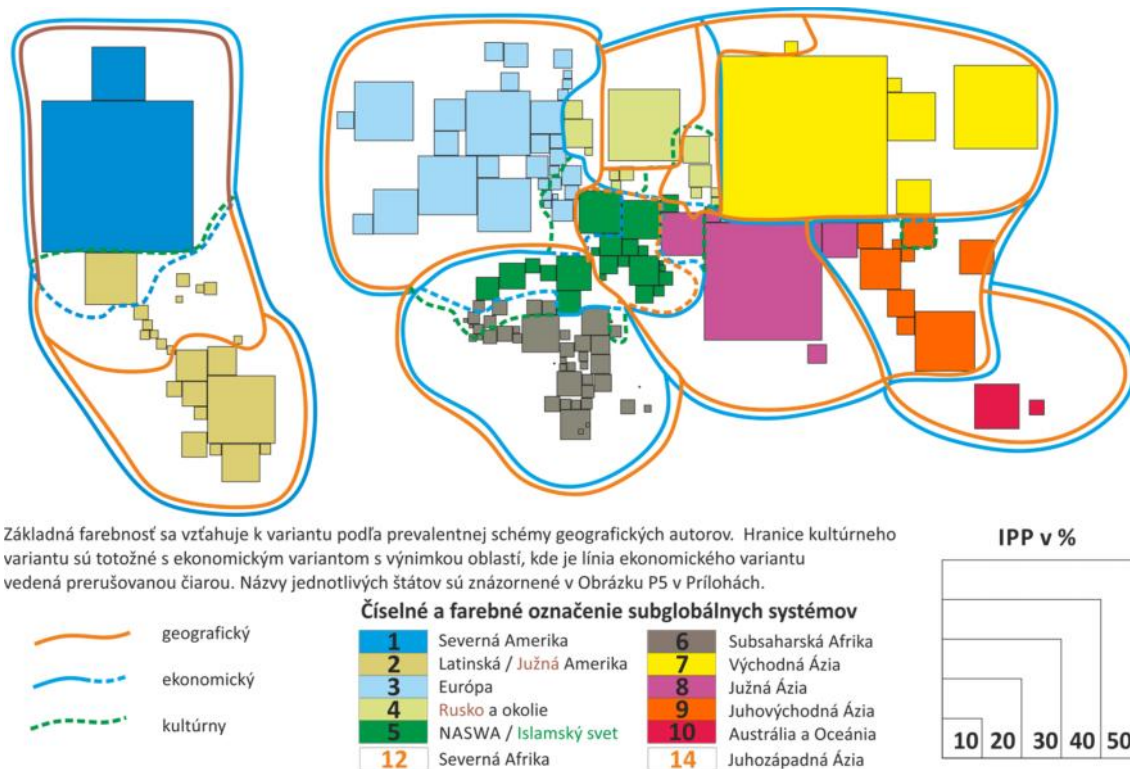 Základná farebnosť sa vzťahuje k variantu podľa prevalentnej schémy geografických autorov. Hranice kultúrneho
variantu sú totožné s ekonomickým variantom s výnimkou oblastí, kde je línia ekonomického variantu
vedená prerušovanou čiarou. Názvy jednotlivých štátov sú znázornené v Obrázku P5 v Prílohách.
geografický
ekonomický
kultúrny
Číselné a farebné označenie subglobálnych systémov
1 Severná Amerika
2 Latinská / Južná Amerika
3 Európa
4 Rusko a okolie
5 NASWA / Islamský svet
12 Severná Afrika
6 Subsaharská Afrika
7 Východná Ázia
8 Južná Ázia
9 Juhovýchodná Ázia
10 Austrália a Oceánia
14 Juhozápadná Ázia
IPP v %
10 20 30 40 50